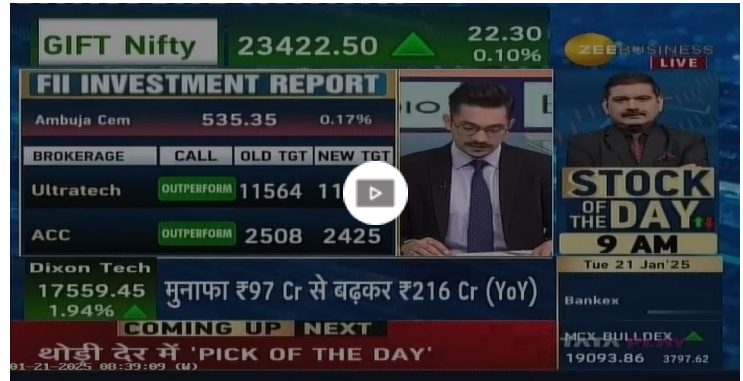 GIFT Nifty 23422.50 22.30
0.10%
ZEE BUSINESS
LIVE
FII INVESTMENT REPORT
Ambuja Cem 535.35 0.17%
BROKERAGE CALL OLD TGT NEW TGT
Ultratech OUTPERFORM 11564
ACC OUTPERFORM 2508 2425
STOCK
OF THE DAY
9 AM
Dixon Tech
17559.45
1.94%
मुनाफा ₹97 Cr से बढ़कर ₹216 Cr (YoY)
Tue 21 Jan'25
Bankex
MCX BULLDEX
19093.86 3797.62
COMING UP NEXT
थोड़ी देर में 'PICK OF THE DAY'
01-21-2025 08:39:09 (W)
TATA PLAY